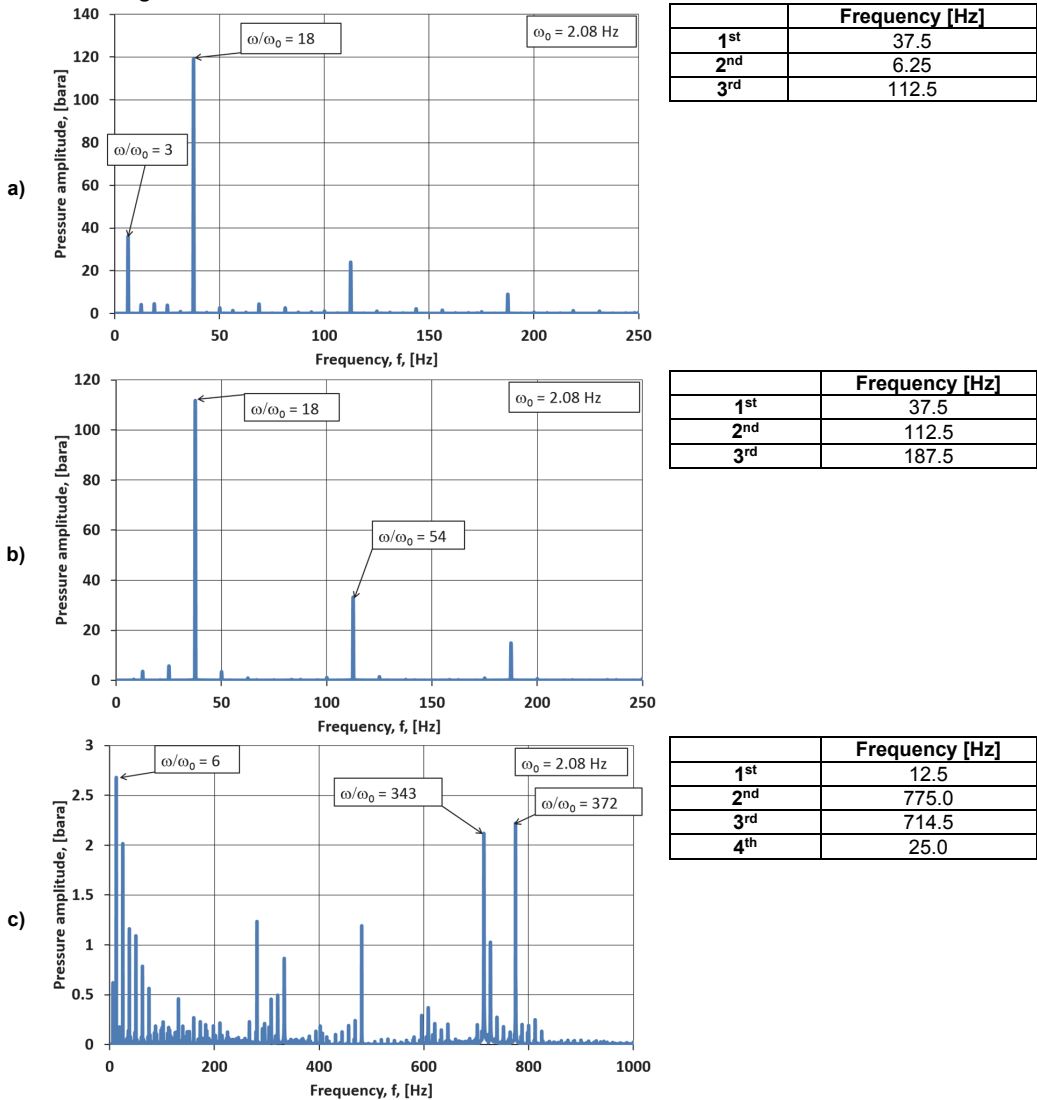 140
120
100
80
60
40
20
0
Pressure amplitude, [bara]
ω/ω0 = 18
ω0 = 2.08 Hz
ω/ω0 = 3
a)
0 50 100 150 200 250
Frequency, f, [Hz]
Frequency [Hz]
1st 37.5
2nd 6.25
3rd 112.5
120
100
80
60
40
20
0
Pressure amplitude, [bara]
ω/ω0 = 18
ω0 = 2.08 Hz
ω/ω0 = 54
b)
0 50 100 150 200 250
Frequency, f, [Hz]
Frequency [Hz]
1st 37.5
2nd 112.5
3rd 187.5
3
2.5
2
1.5
1
0.5
0
Pressure amplitude, [bara]
ω/ω0 = 6
ω0 = 2.08 Hz
ω/ω0 = 343
ω/ω0 = 372
c)
0 200 400 600 800 1000
Frequency, f, [Hz]
Frequency [Hz]
1st 12.5
2nd 775.0
3rd 714.5
4th 25.0